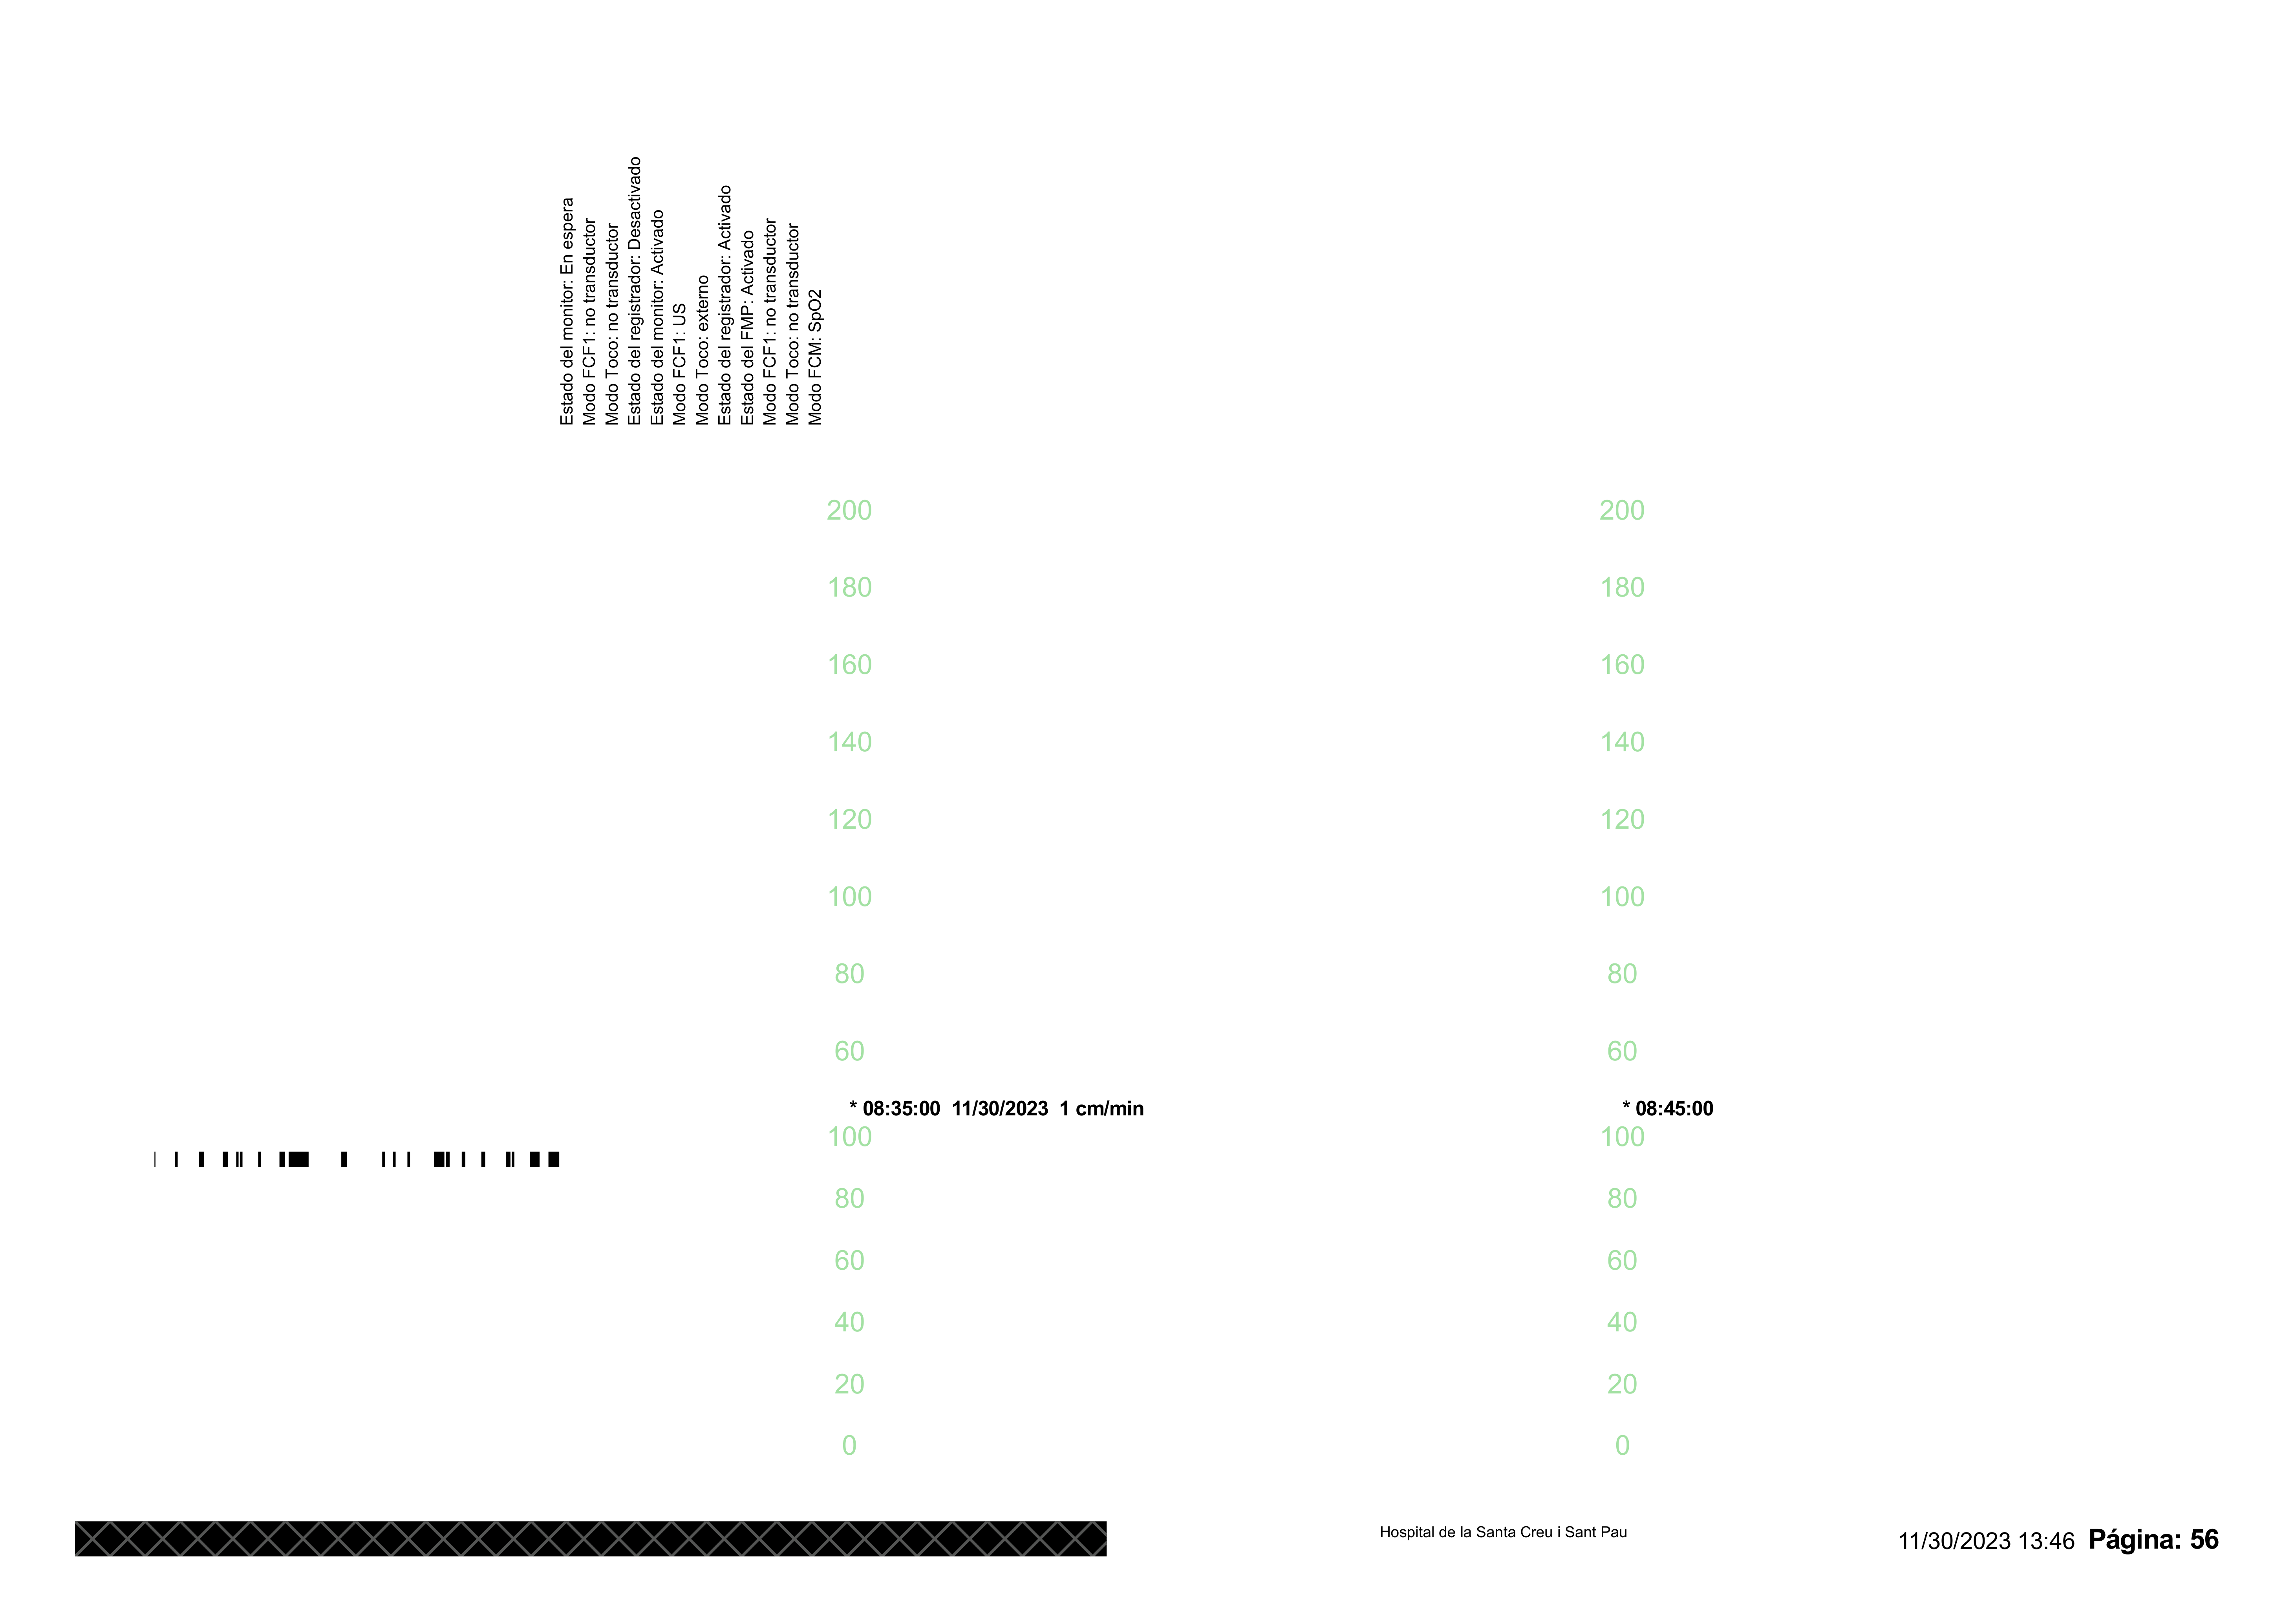 Estado del monitor: En espera
Modo FCF1: no transductor
Modo Toco: no transductor
Estado del registrador: Desactivado
Estado del monitor: Activado
Modo FCF1: US
Modo Toco: externo
Estado del registrador: Activado
Estado del FMP: Activado
Modo FCF1: no transductor
Modo Toco: no transductor
Modo FCM: SpO2
200 200
180 180
160 160
140 140
120 120
100 100
80 80
60 60
* 08:35:00 11/30/2023 1 cm/min * 08:45:00
100 100
80 80
60 60
40 40
20 20
0 0
Hospital de la Santa Creu i Sant Pau
11/30/2023 13:46 Página: 56